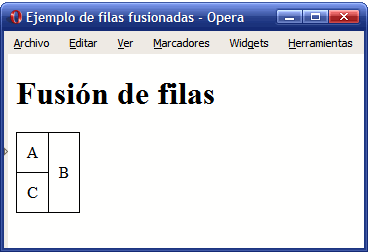 Ejemplo de filas fusionadas - Opera
Archivo Editar Ver Marcadores Widgets Herramientas
Fusión de filas
A
B
C